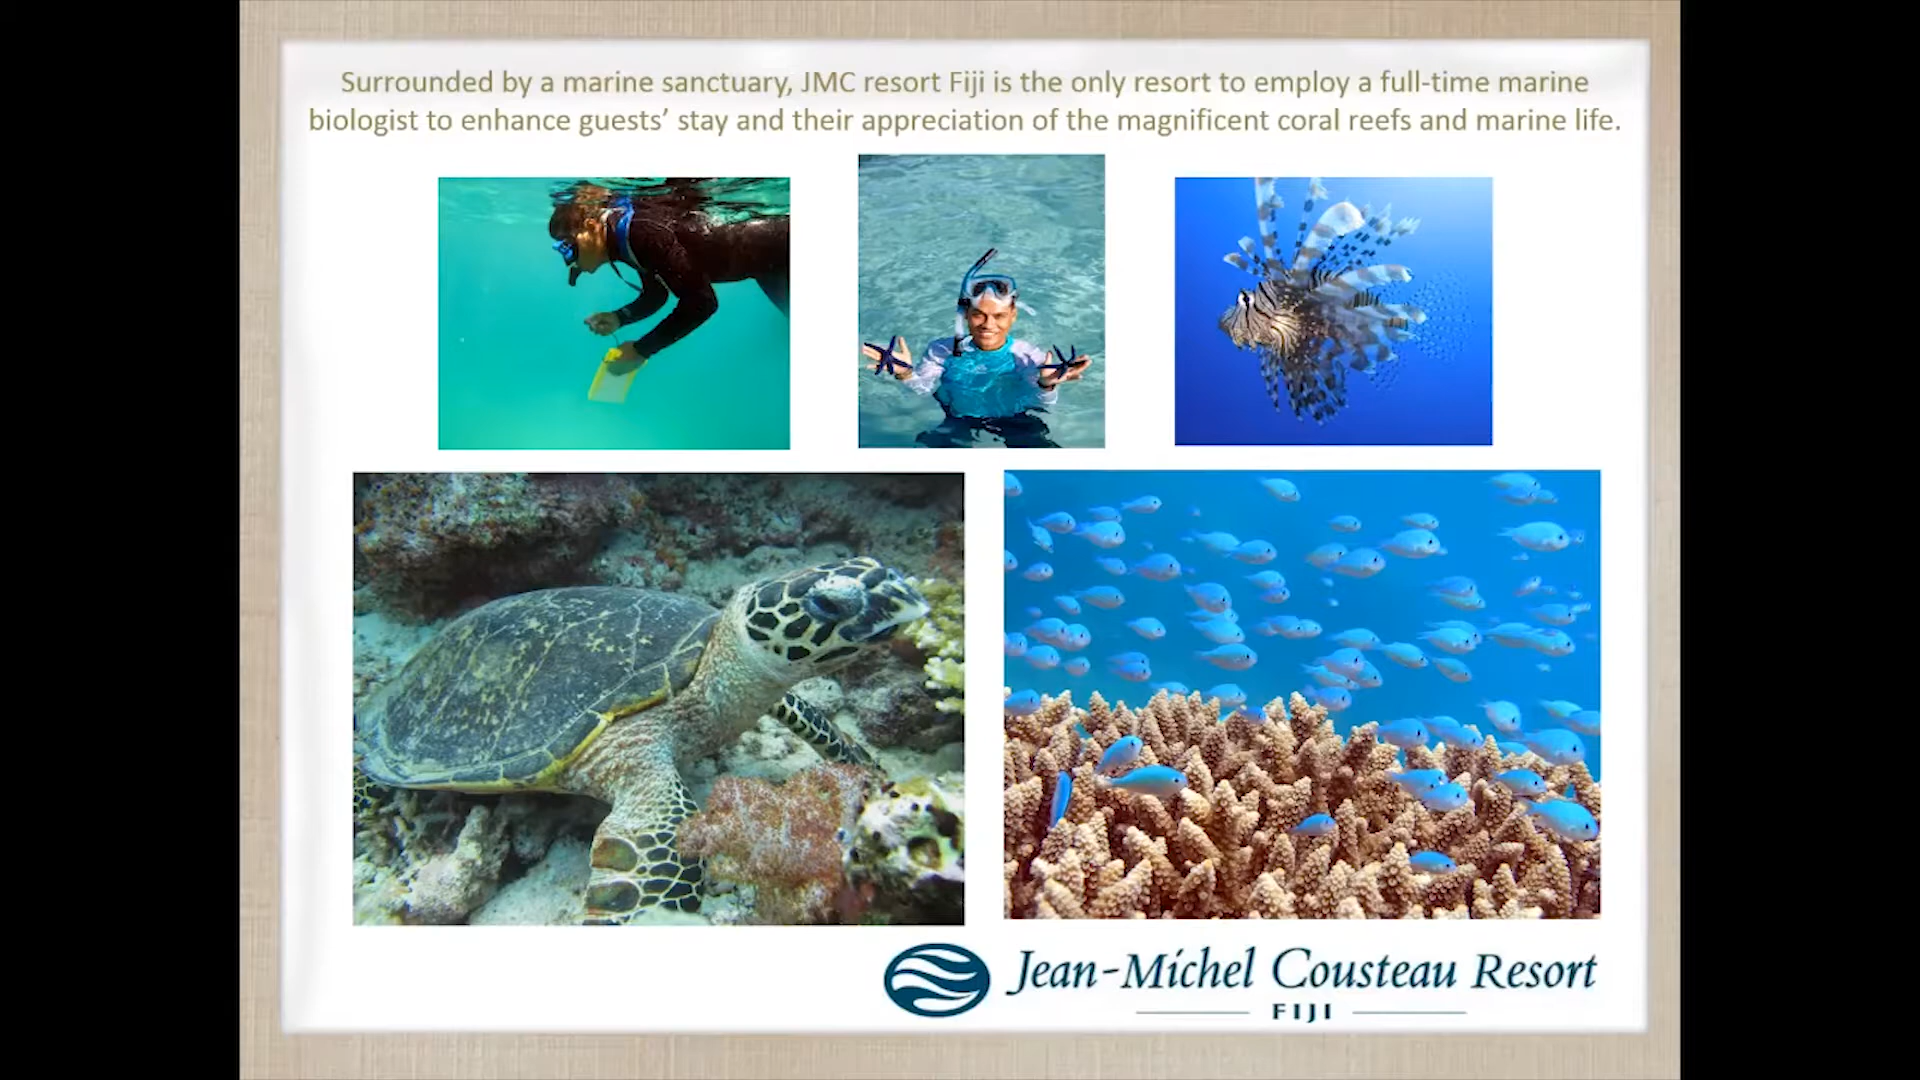 Surrounded by a marine sanctuary, JMC resort Fiji is the only resort to employ a full-time marine
biologist to enhance guests’ stay and their appreciation of the magnificent coral reefs and marine life.
Jean-Michel Cousteau Resort
FIJI